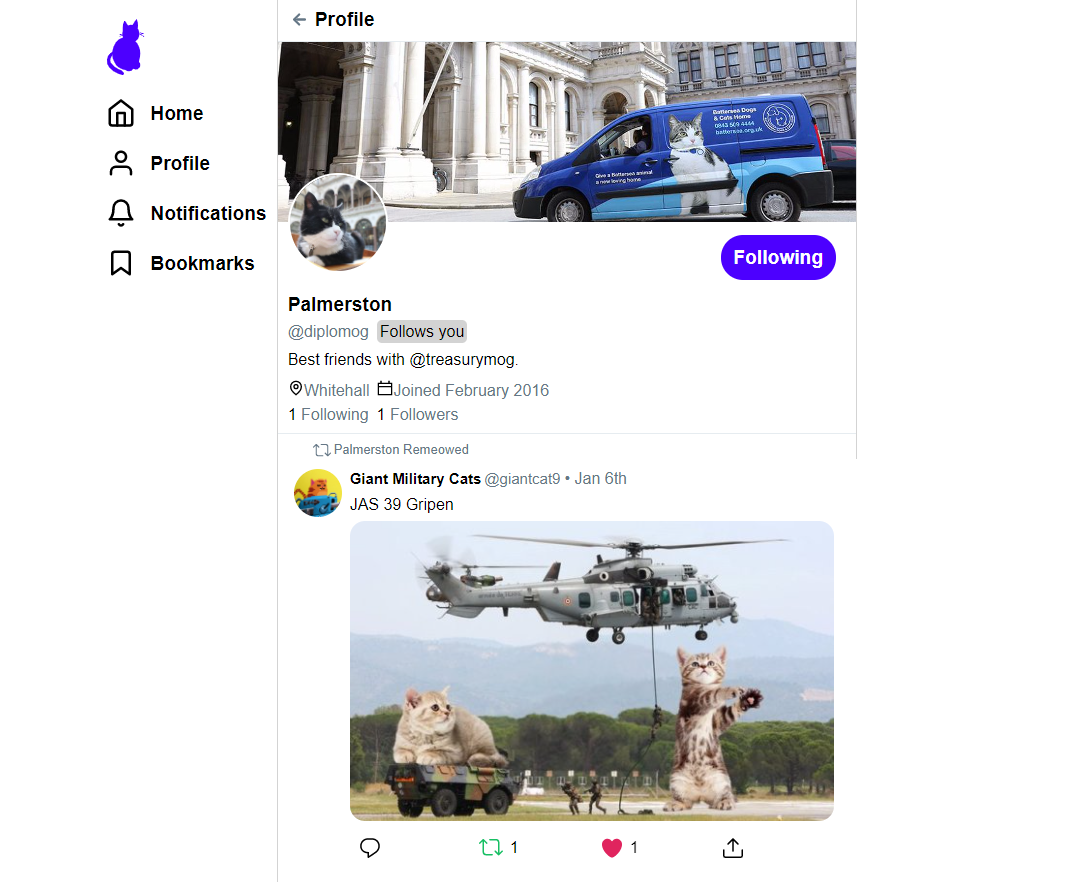 Profile
Home
Profile
Notifications
Bookmarks
Battersea Dogs
& Cats Home
0843 509 4444
battersea.org.uk
Give a Battersea animal
a new loving home
Following
Palmerston
@diplomog Follows you
Best friends with @treasurymog.
Whitehall Joined February 2016
1 Following 1 Followers
Palmerston Remeowed
Giant Military Cats @giantcat9 • Jan 6th
JAS 39 Gripen
1 1